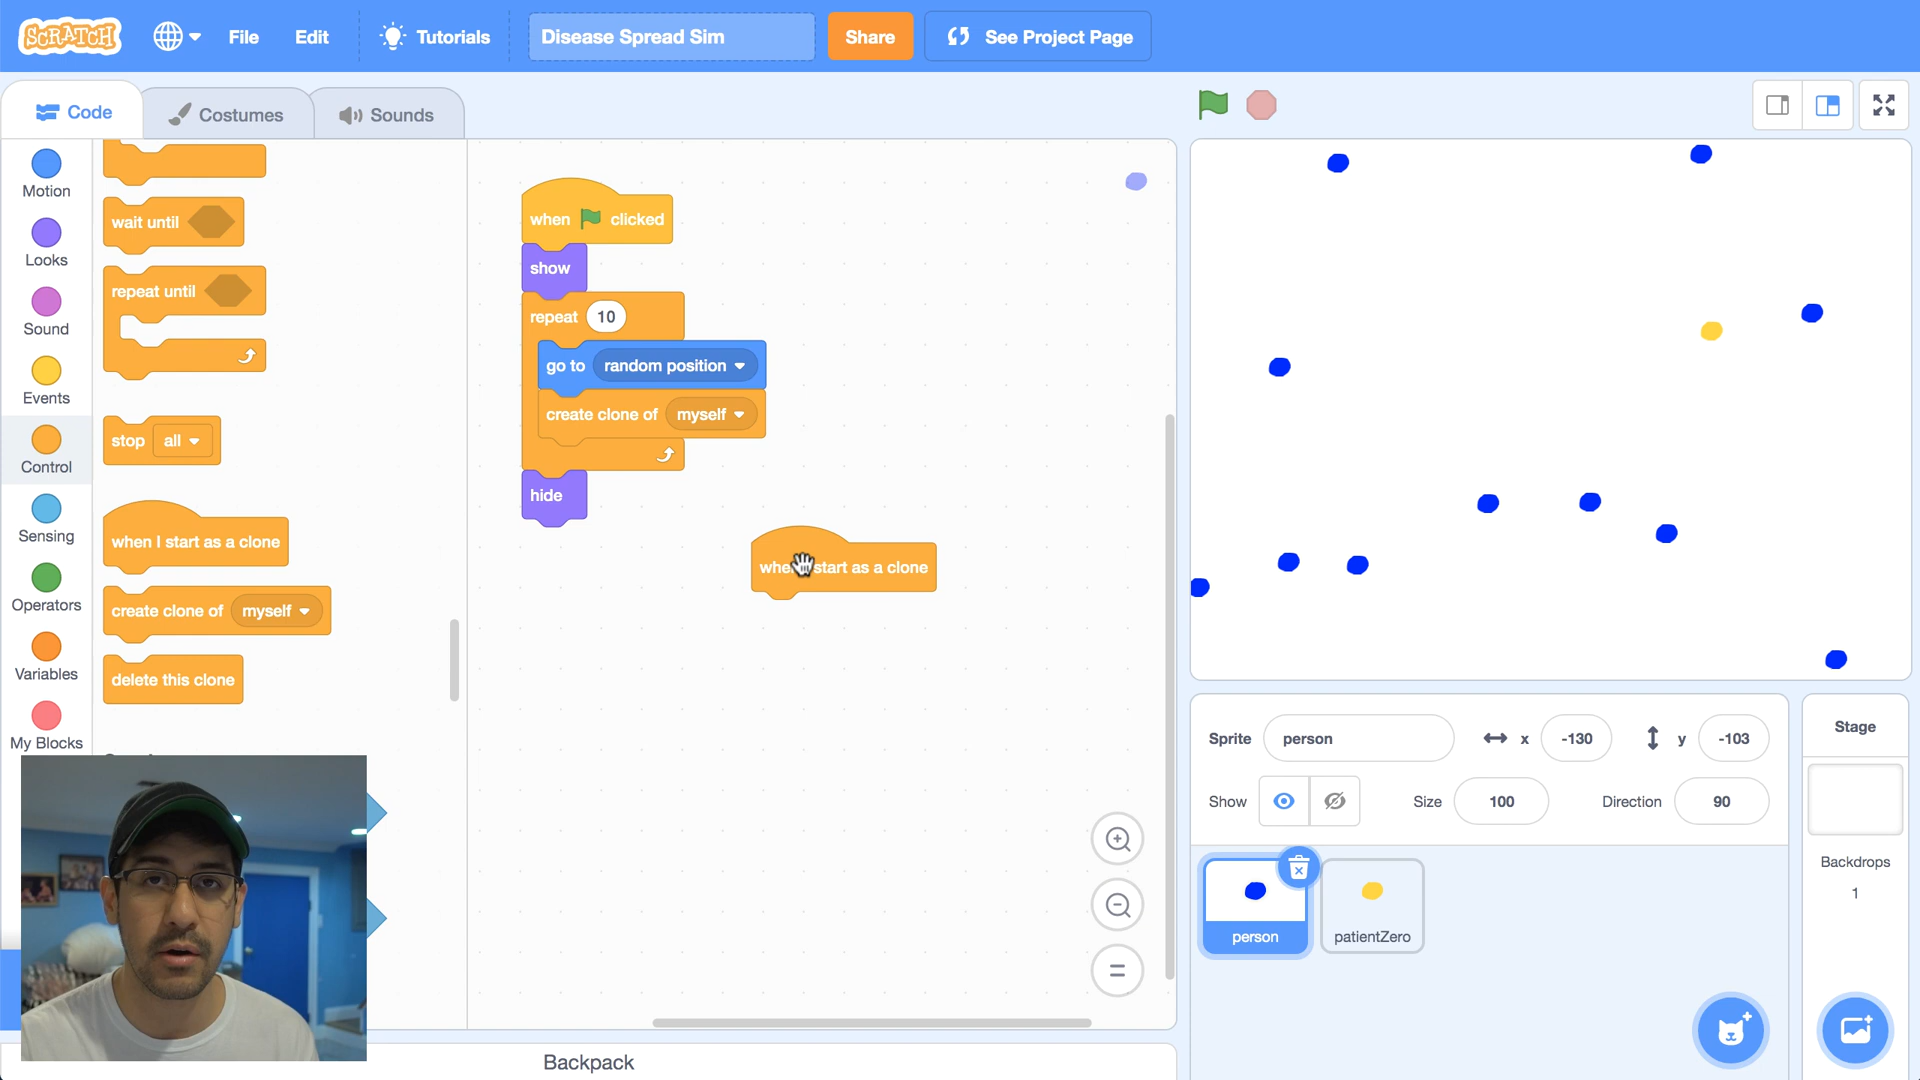 SCRATCH File Edit Tutorials Disease Spread Sim Share See Project Page
Code Costumes Sounds
Motion
Looks
Sound
Events
Control
Sensing
Operators
Variables
My Blocks
wait until
repeat until
stop all
when I start as a clone
create clone of myself
delete this clone
when clicked
show
repeat 10
go to random position
create clone of myself
hide
when start as a clone
Sprite person x -130 y -103
Show Size 100 Direction 90
person
patientZero
Stage
Backdrops
1
Backpack